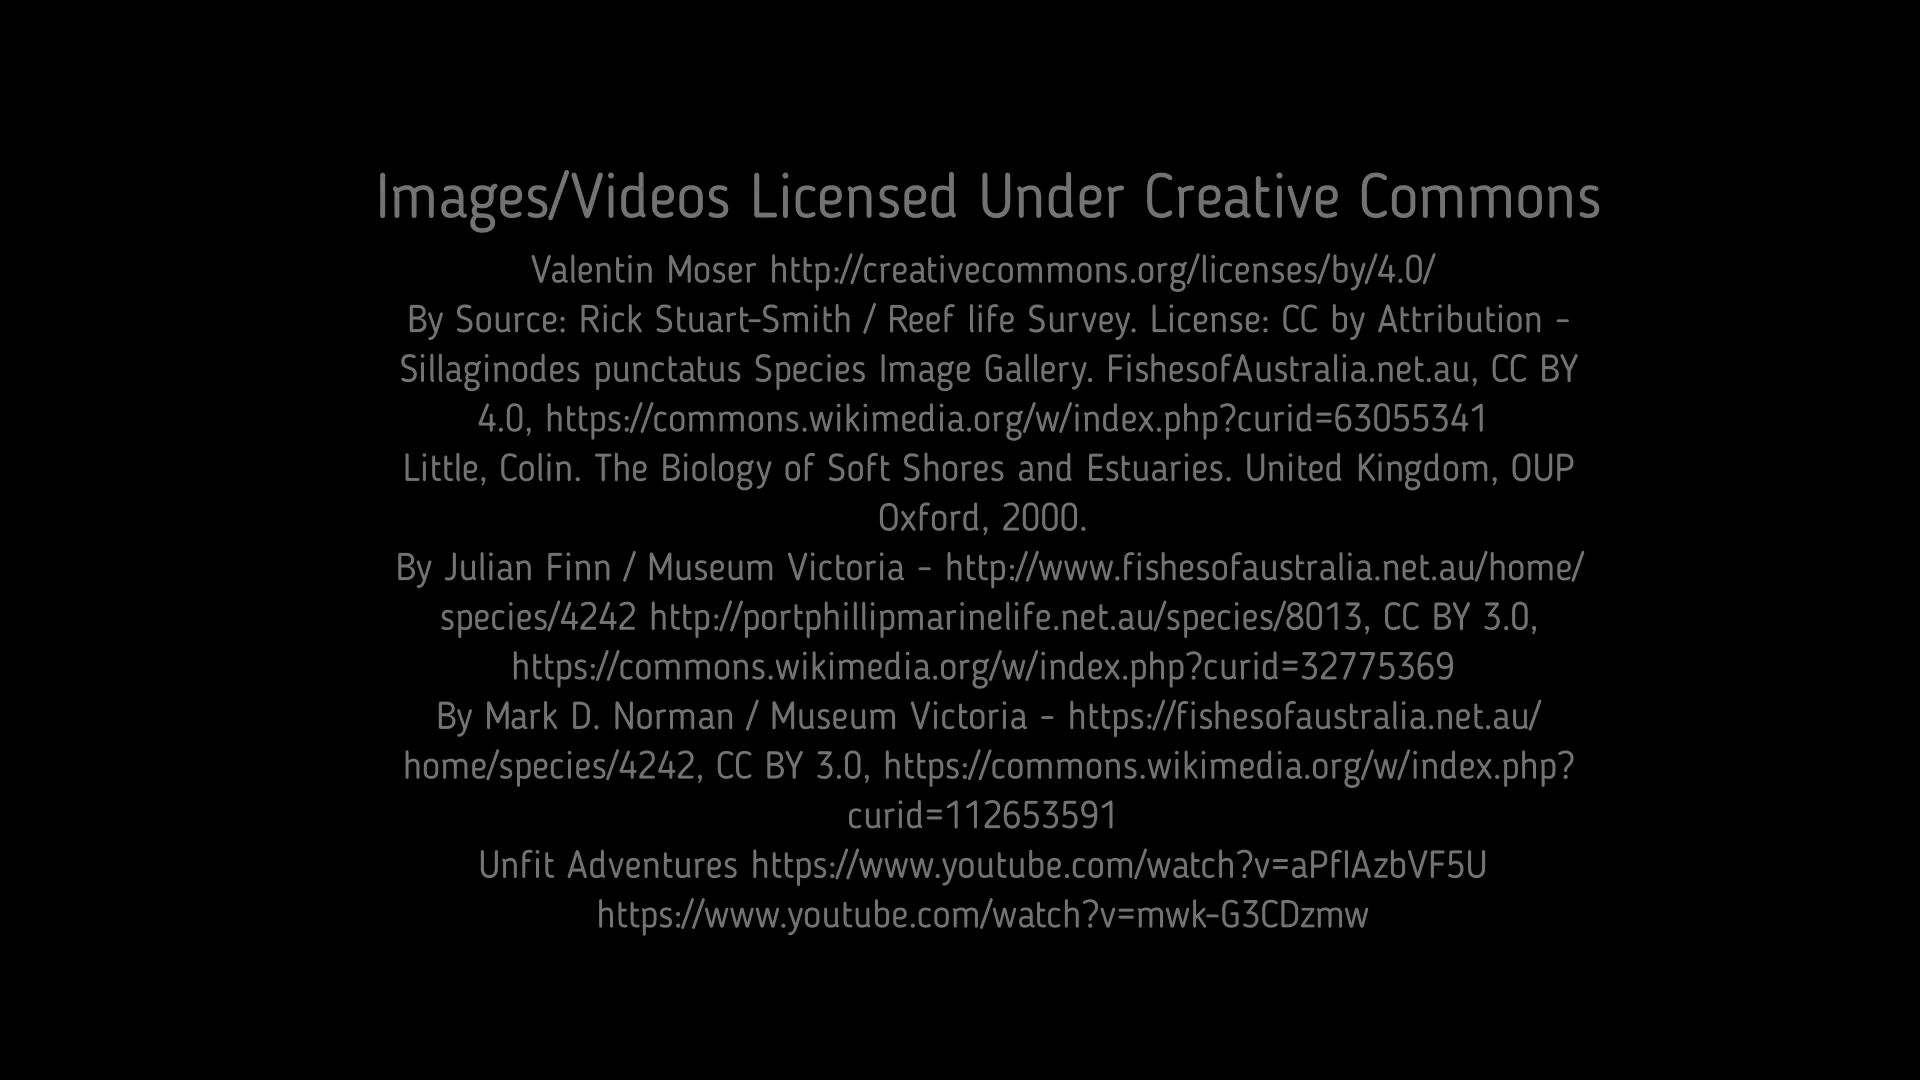 Images/Videos Licensed Under Creative Commons
Valentin Moser http://creativecommons.org/licenses/by/4.0/
By Source: Rick Stuart-Smith / Reef life Survey. License: CC by Attribution -
Sillaginodes punctatus Species Image Gallery. FishesofAustralia.net.au, CC BY
4.0, https://commons.wikimedia.org/w/index.php?curid=63055341
Little, Colin. The Biology of Soft Shores and Estuaries. United Kingdom, OUP
Oxford, 2000.
By Julian Finn / Museum Victoria - http://www.fishesofaustralia.net.au/home/
species/4242 http://portphillipmarinelife.net.au/species/8013, CC BY 3.0,
https://commons.wikimedia.org/w/index.php?curid=32775369
By Mark D. Norman / Museum Victoria - https://fishesofaustralia.net.au/
home/species/4242, CC BY 3.0, https://commons.wikimedia.org/w/index.php?
curid=112653591
Unfit Adventures https://www.youtube.com/watch?v=aPfIAzbVF5U
https://www.youtube.com/watch?v=mwk-G3CDzmw